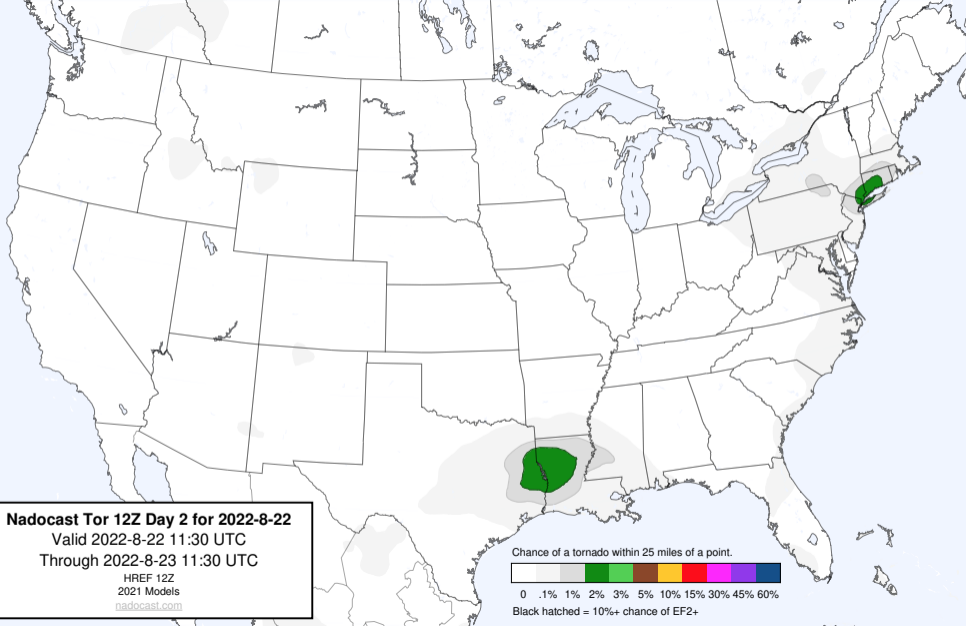 Nadocast Tor 12Z Day 2 for 2022-8-22
Valid 2022-8-22 11:30 UTC
Through 2022-8-23 11:30 UTC
HREF 12Z
2021 Models
nadocast.com
Chance of a tornado within 25 miles of a point.
0 .1% 1% 2% 3% 5% 10% 15% 30% 45% 60%
Black hatched = 10%+ chance of EF2+